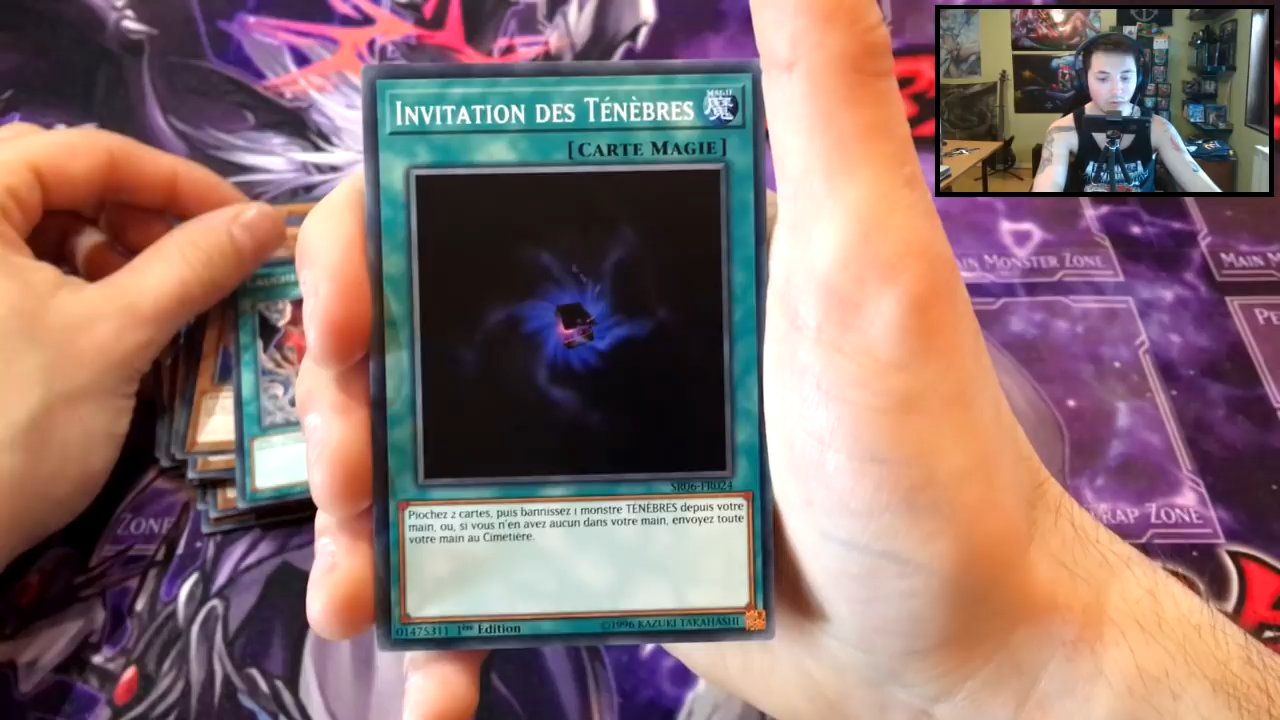 INVITATION DES TÉNÈBRES
[CARTE MAGIE]
SR06-FR024
Piochez 2 cartes, puis bannissez 1 monstre TÉNÈBRES depuis votre
main, ou, si vous n'en avez aucun dans votre main, envoyez toute
votre main au Cimetière.
01475311 1ère Edition
©1996 KAZUKI TAKAHASHI
MAIN MONSTER ZONE
MAIN M
PE
RAP ZONE
ZONE